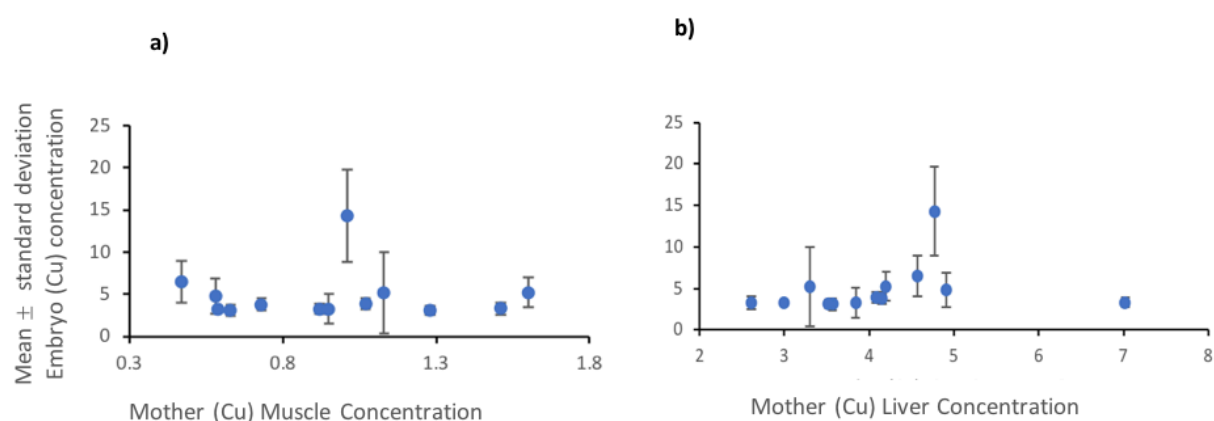 a)
Mean ± standard deviation
Embryo (Cu) concentration
25
20
15
10
5
0
0.3 0.8 1.3 1.8
Mother (Cu) Muscle Concentration
b)
25
20
15
10
5
0
2 3 4 5 6 7 8
Mother (Cu) Liver Concentration